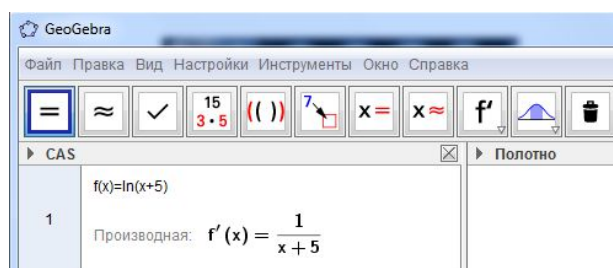 GeoGebra
Файл Правка Вид Настройки Инструменты Окно Справка
= ≈ ✓ 15 3·5 (( )) 7 x= x≈ f′
CAS Полотно
f(x)=ln(x+5)
1
Производная: f′(x) = 1/(x + 5)